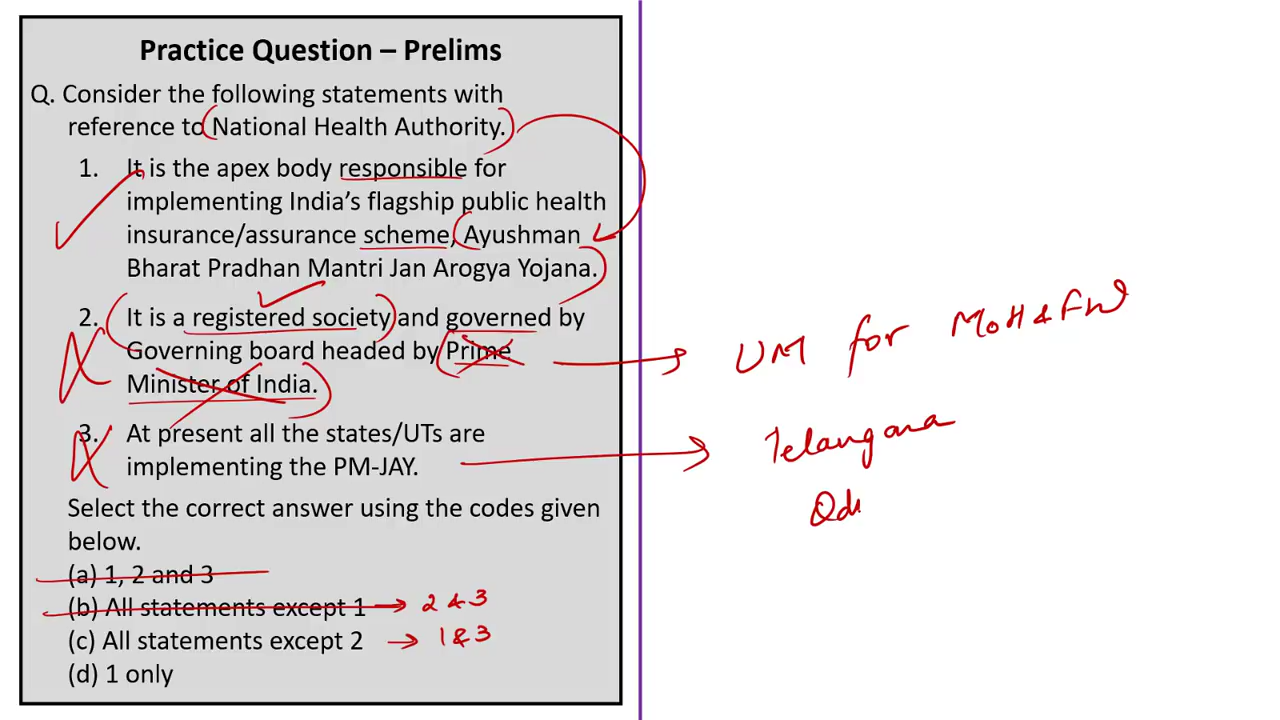 Practice Question – Prelims
Q. Consider the following statements with
reference to National Health Authority.
1. It is the apex body responsible for
implementing India's flagship public health
insurance/assurance scheme, Ayushman
Bharat Pradhan Mantri Jan Arogya Yojana.
2. It is a registered society and governed by
Governing board headed by Prime
Minister of India.
3. At present all the states/UTs are
implementing the PM-JAY.
Select the correct answer using the codes given
below.
(a) 1, 2 and 3
(b) All statements except 1 → 2 & 3
(c) All statements except 2 → 1 & 3
(d) 1 only
UM for MoH&FW
Telangana
Odi